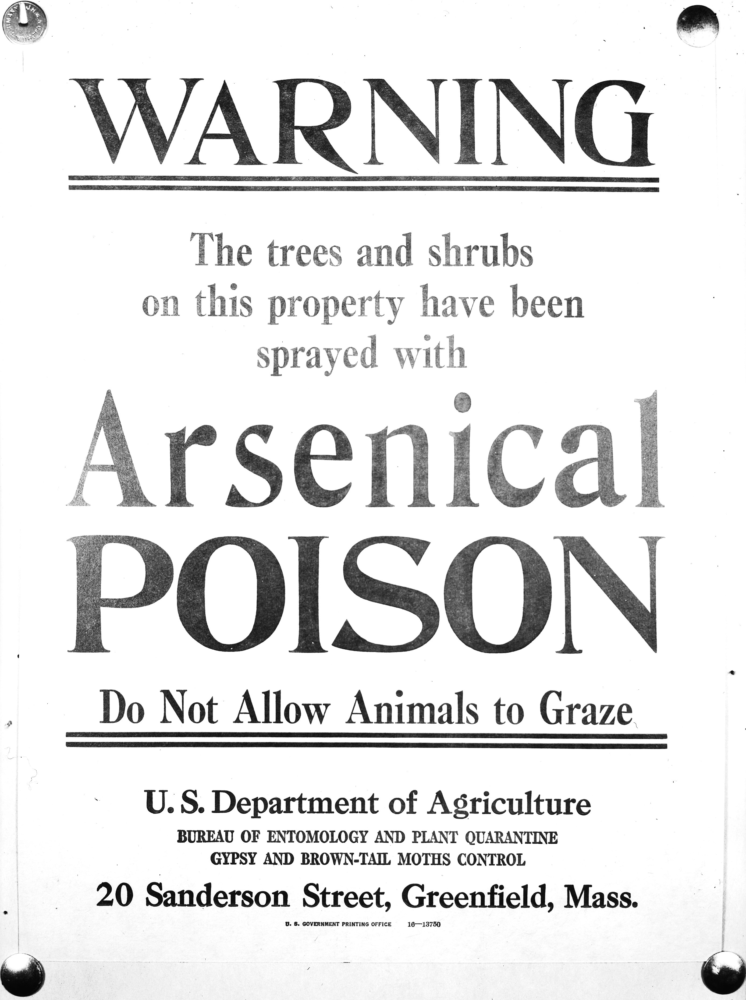 WARNING
The trees and shrubs
on this property have been
sprayed with
Arsenical
POISON
Do Not Allow Animals to Graze
U. S. Department of Agriculture
BUREAU OF ENTOMOLOGY AND PLANT QUARANTINE
GYPSY AND BROWN-TAIL MOTHS CONTROL
20 Sanderson Street, Greenfield, Mass.
U. S. GOVERNMENT PRINTING OFFICE 16—13750